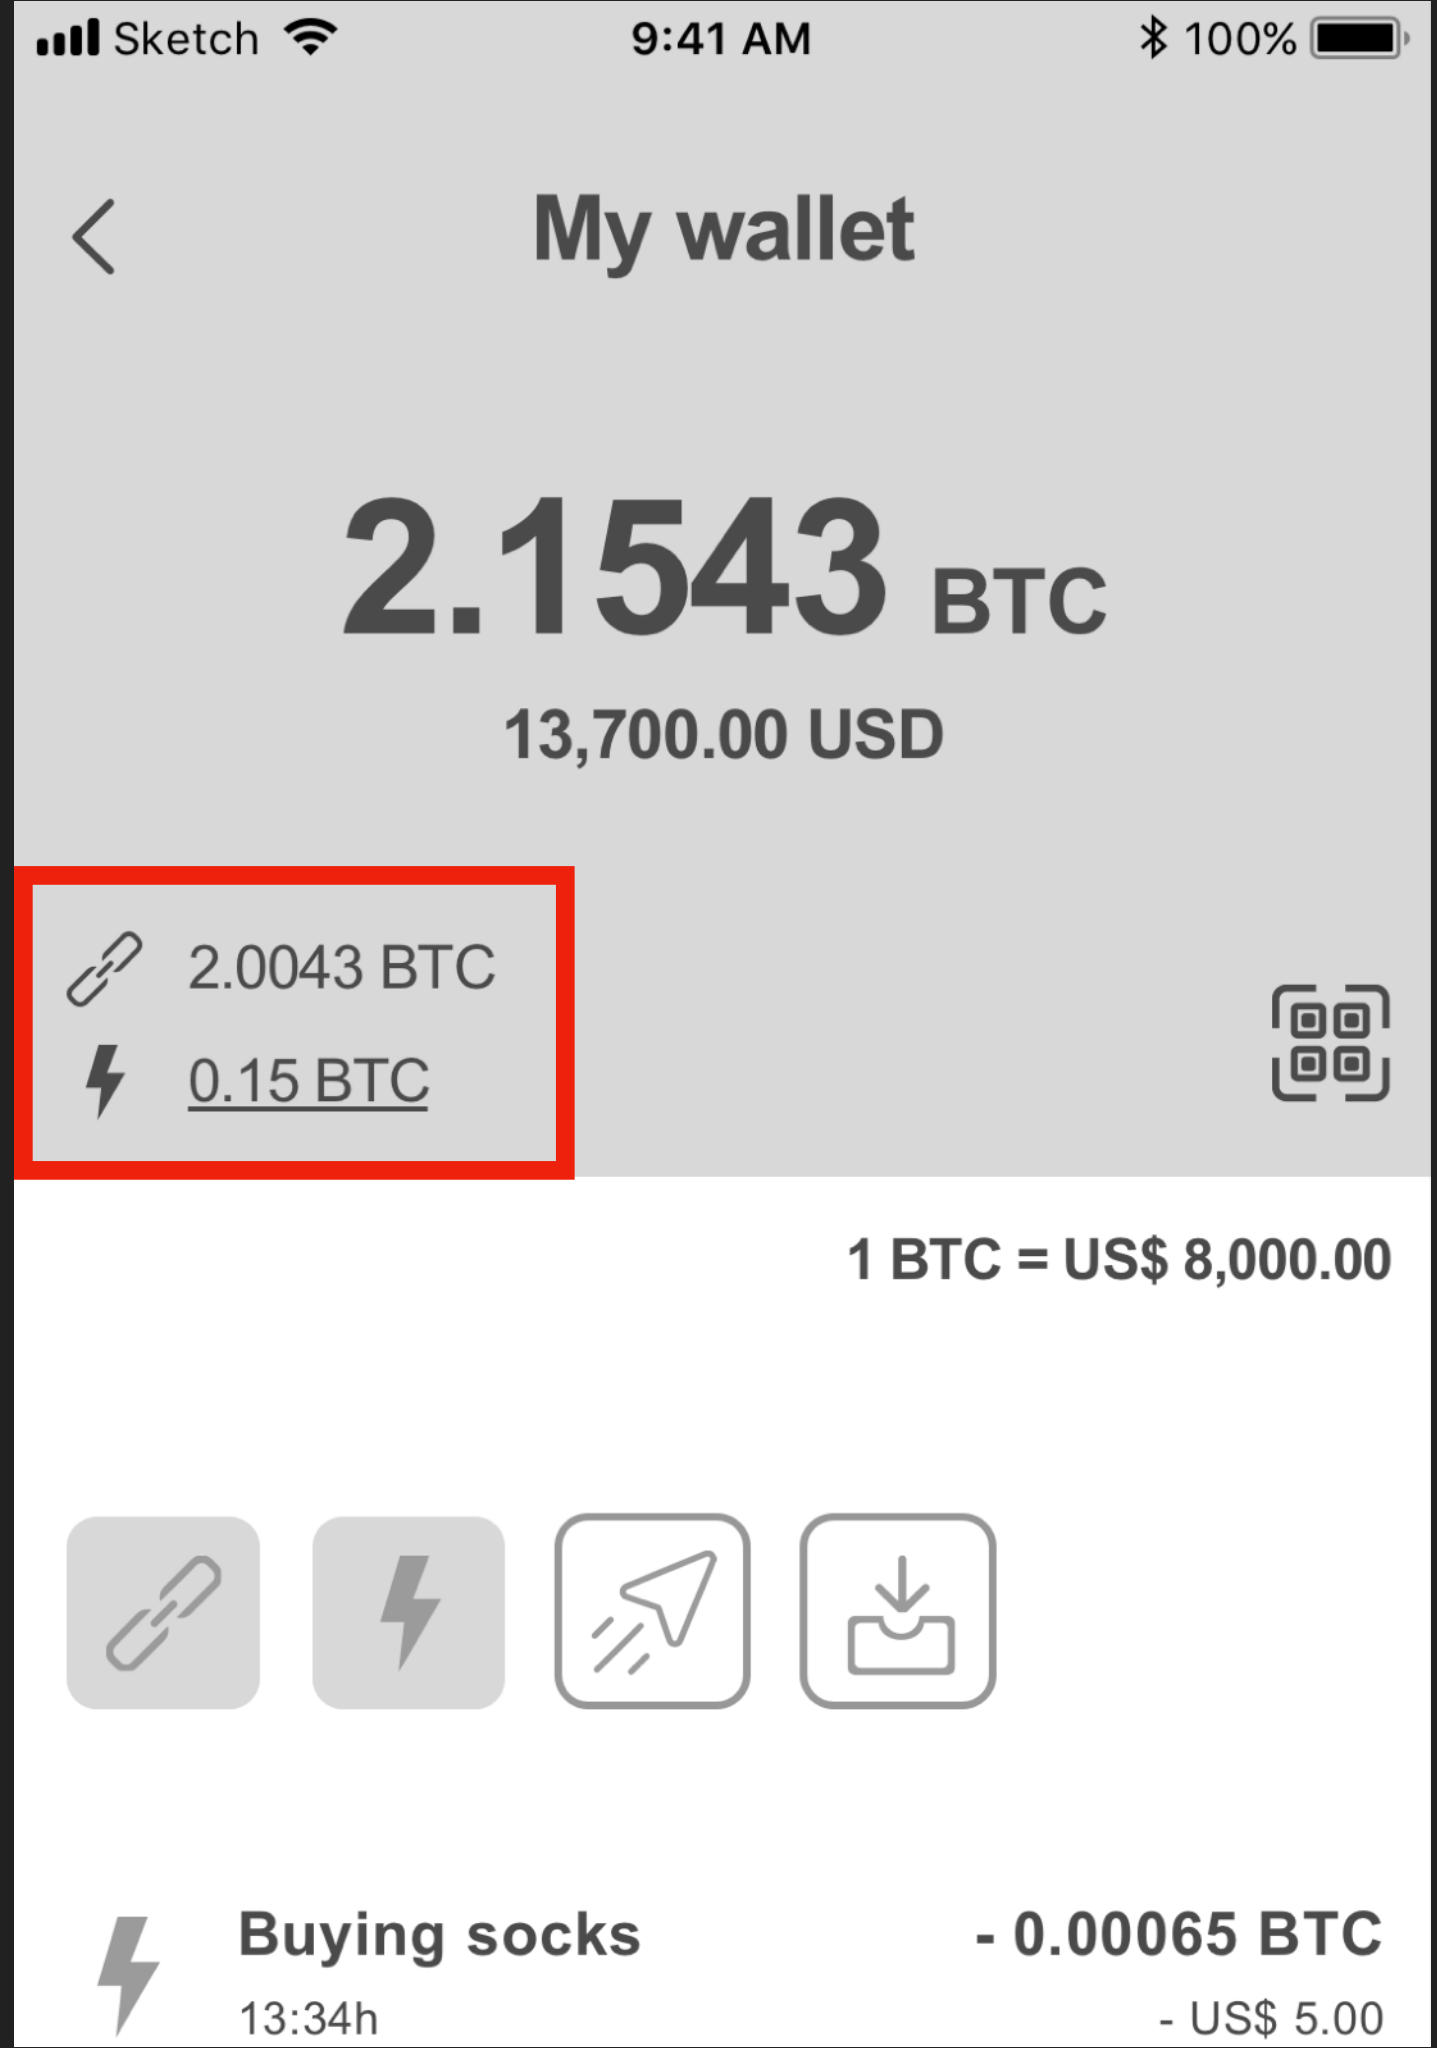 Sketch 9:41 AM 100%
My wallet
2.1543 BTC
13,700.00 USD
2.0043 BTC
0.15 BTC
1 BTC = US$ 8,000.00
Buying socks - 0.00065 BTC
13:34h - US$ 5.00